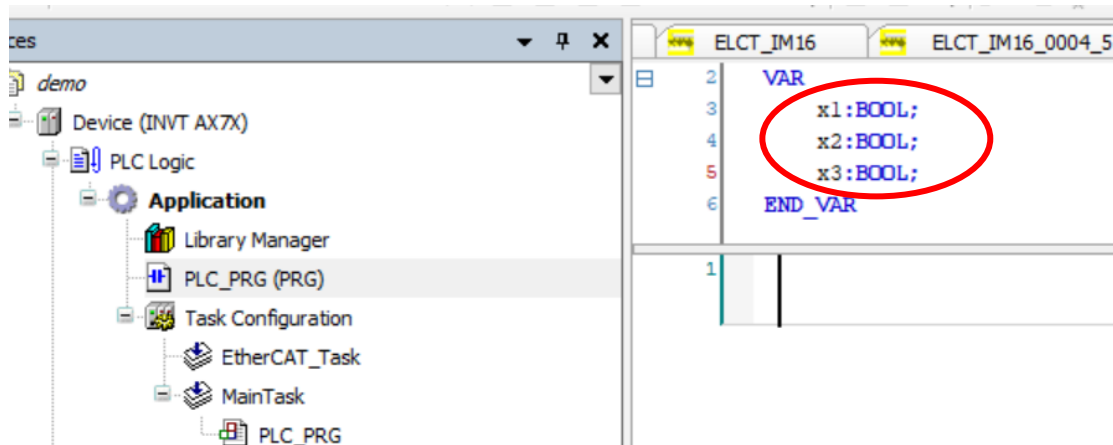 ces
demo
Device (INVT AX7X)
PLC Logic
Application
Library Manager
PLC_PRG (PRG)
Task Configuration
EtherCAT_Task
MainTask
PLC_PRG
ELCT_IM16 ELCT_IM16_0004_5
2 VAR
3 x1:BOOL;
4 x2:BOOL;
5 x3:BOOL;
6 END_VAR
1